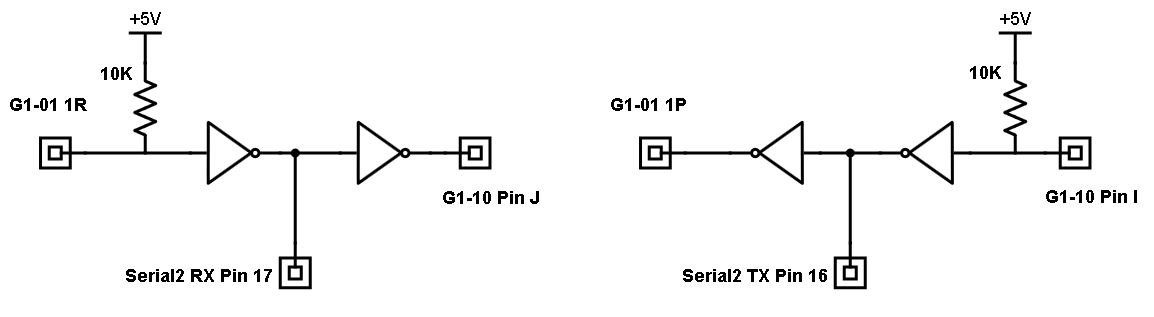 +5V
10K
G1-01 1R
G1-10 Pin J
Serial2 RX Pin 17
+5V
10K
G1-01 1P
G1-10 Pin I
Serial2 TX Pin 16